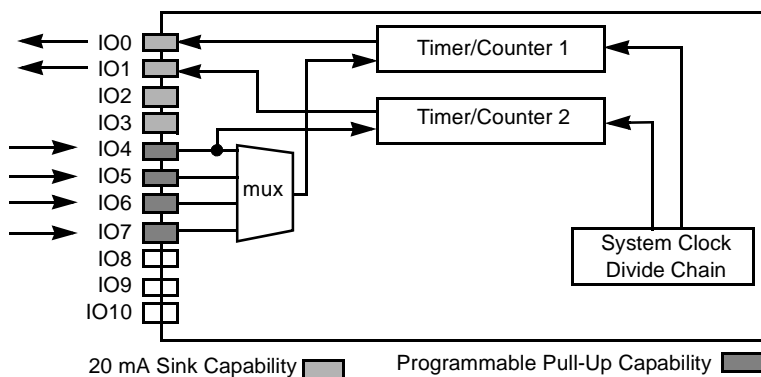 IO0
IO1
IO2
IO3
IO4
IO5
IO6
IO7
IO8
IO9
IO10
mux
Timer/Counter 1
Timer/Counter 2
System Clock
Divide Chain
20 mA Sink Capability
Programmable Pull-Up Capability